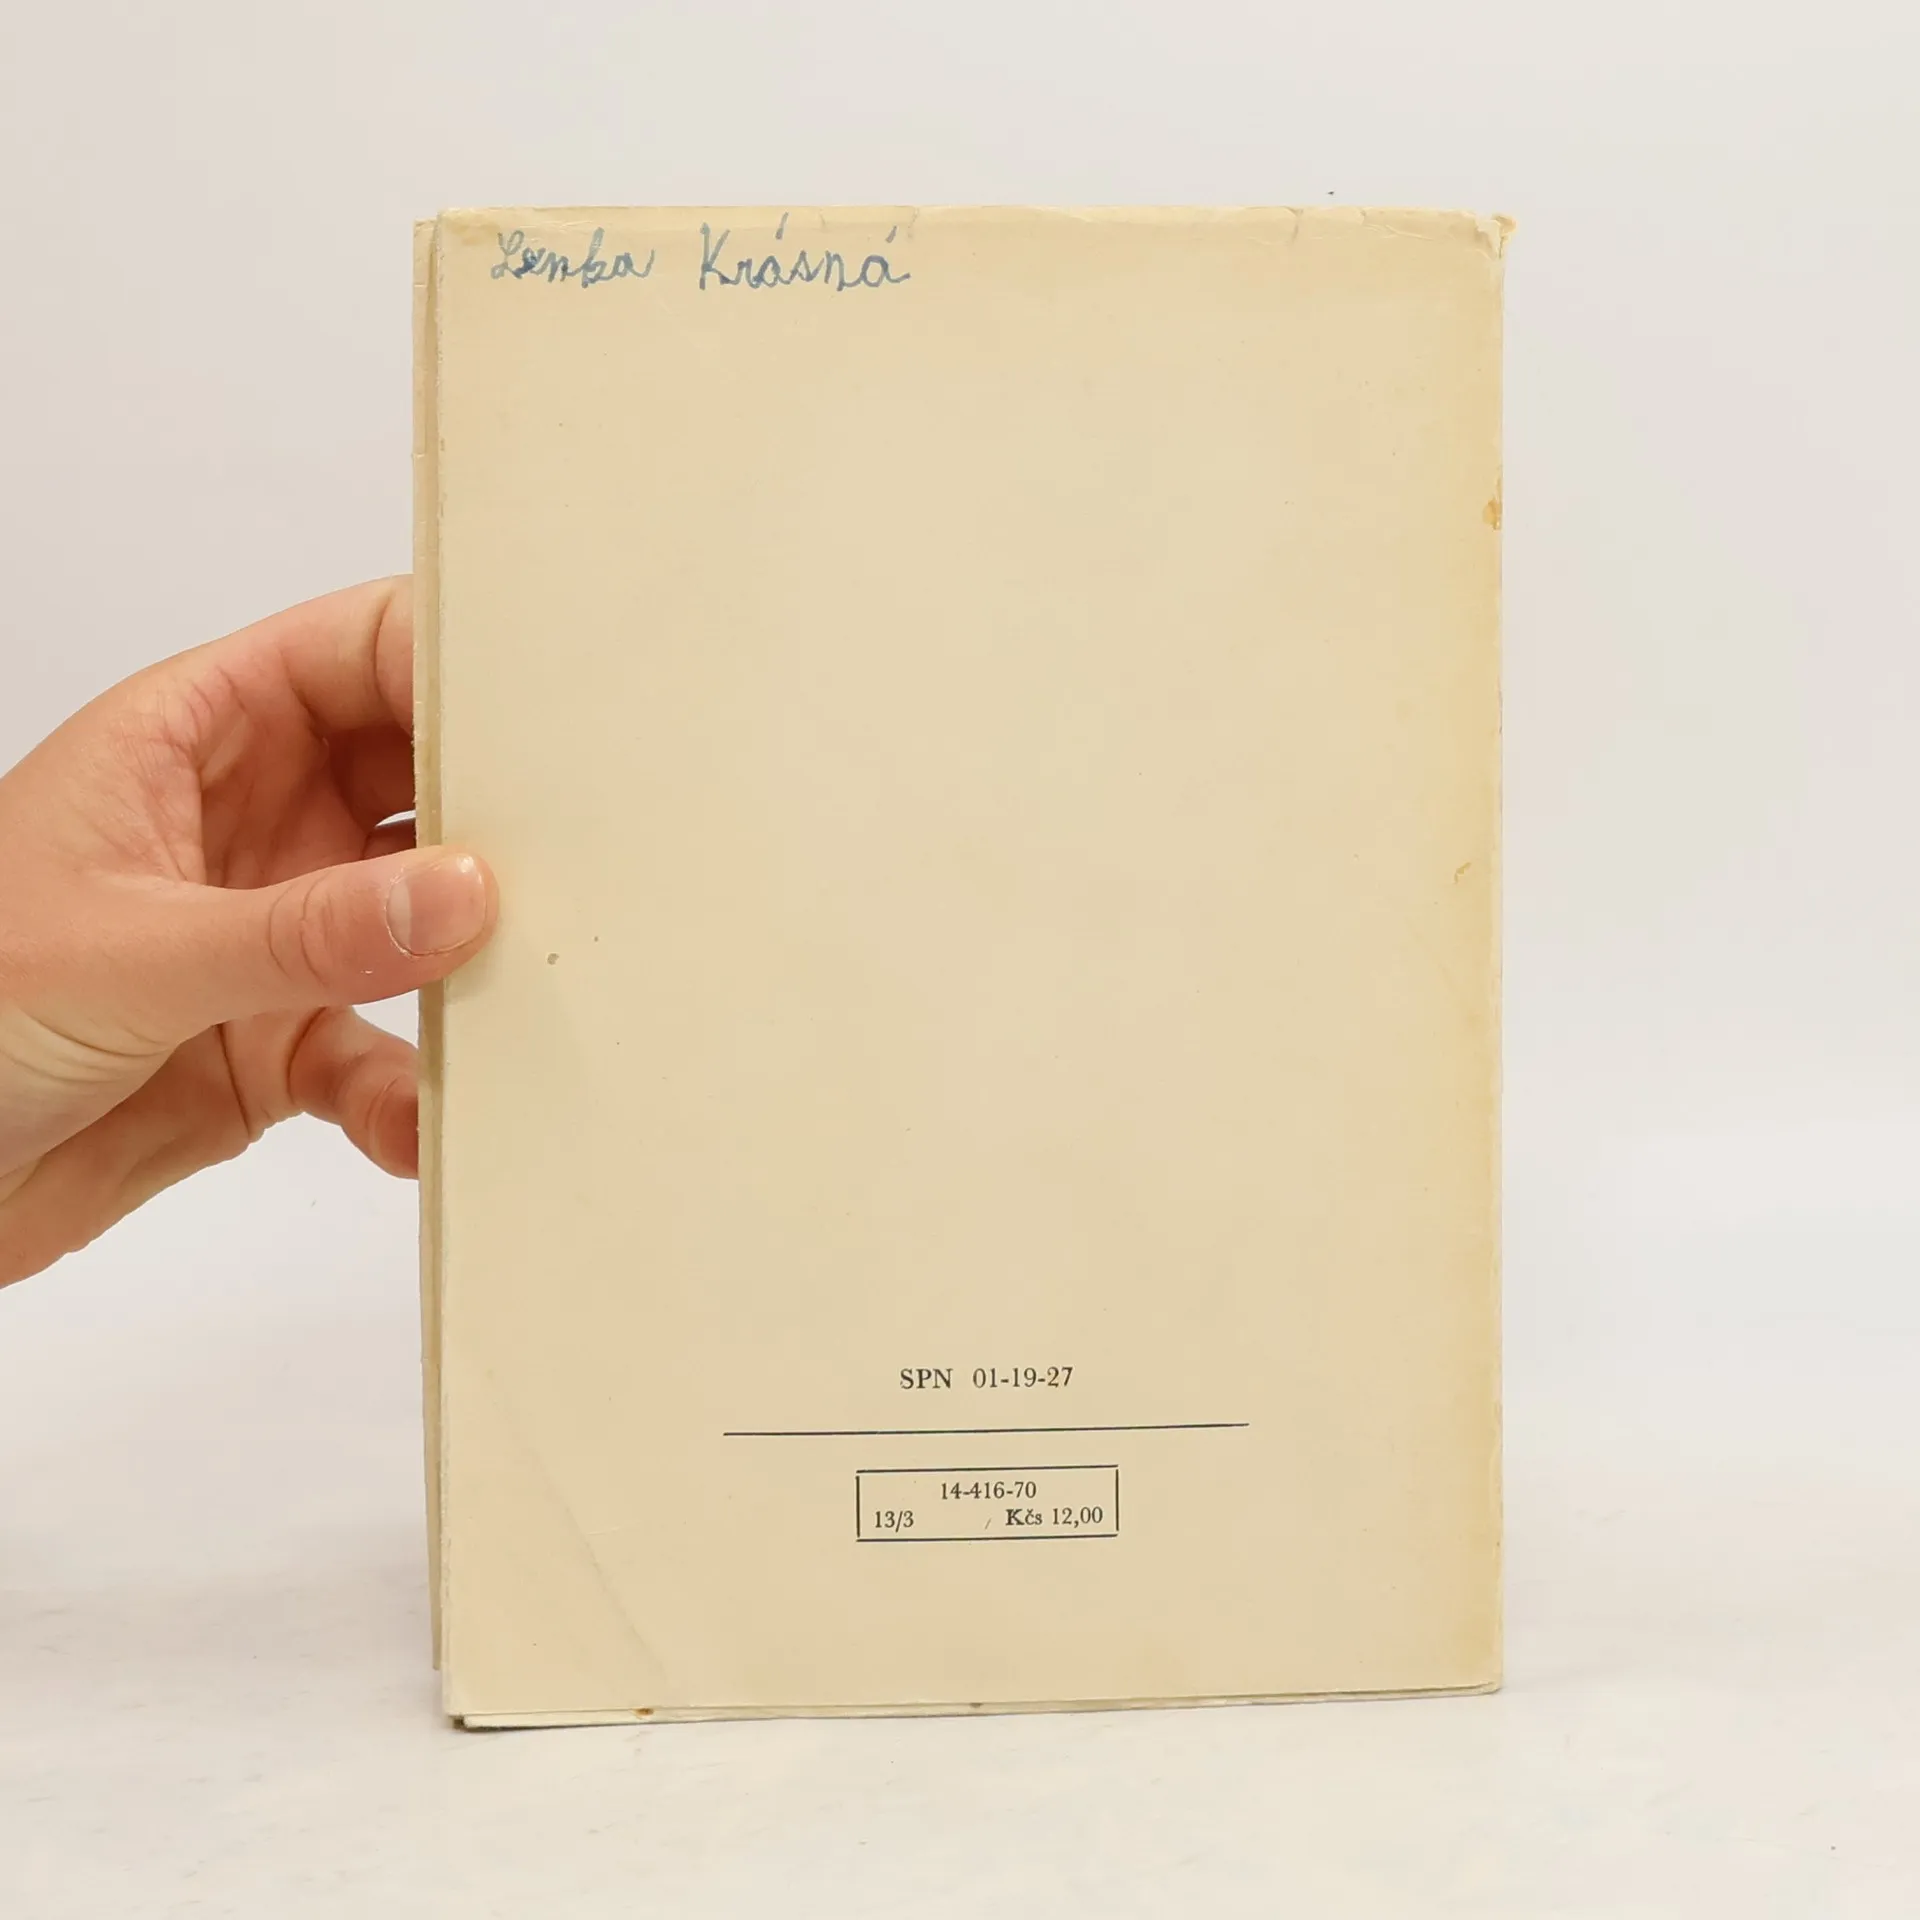 Lenka Krásná
SPN 01-19-27
14-416-70
13/3 Kčs 12,00